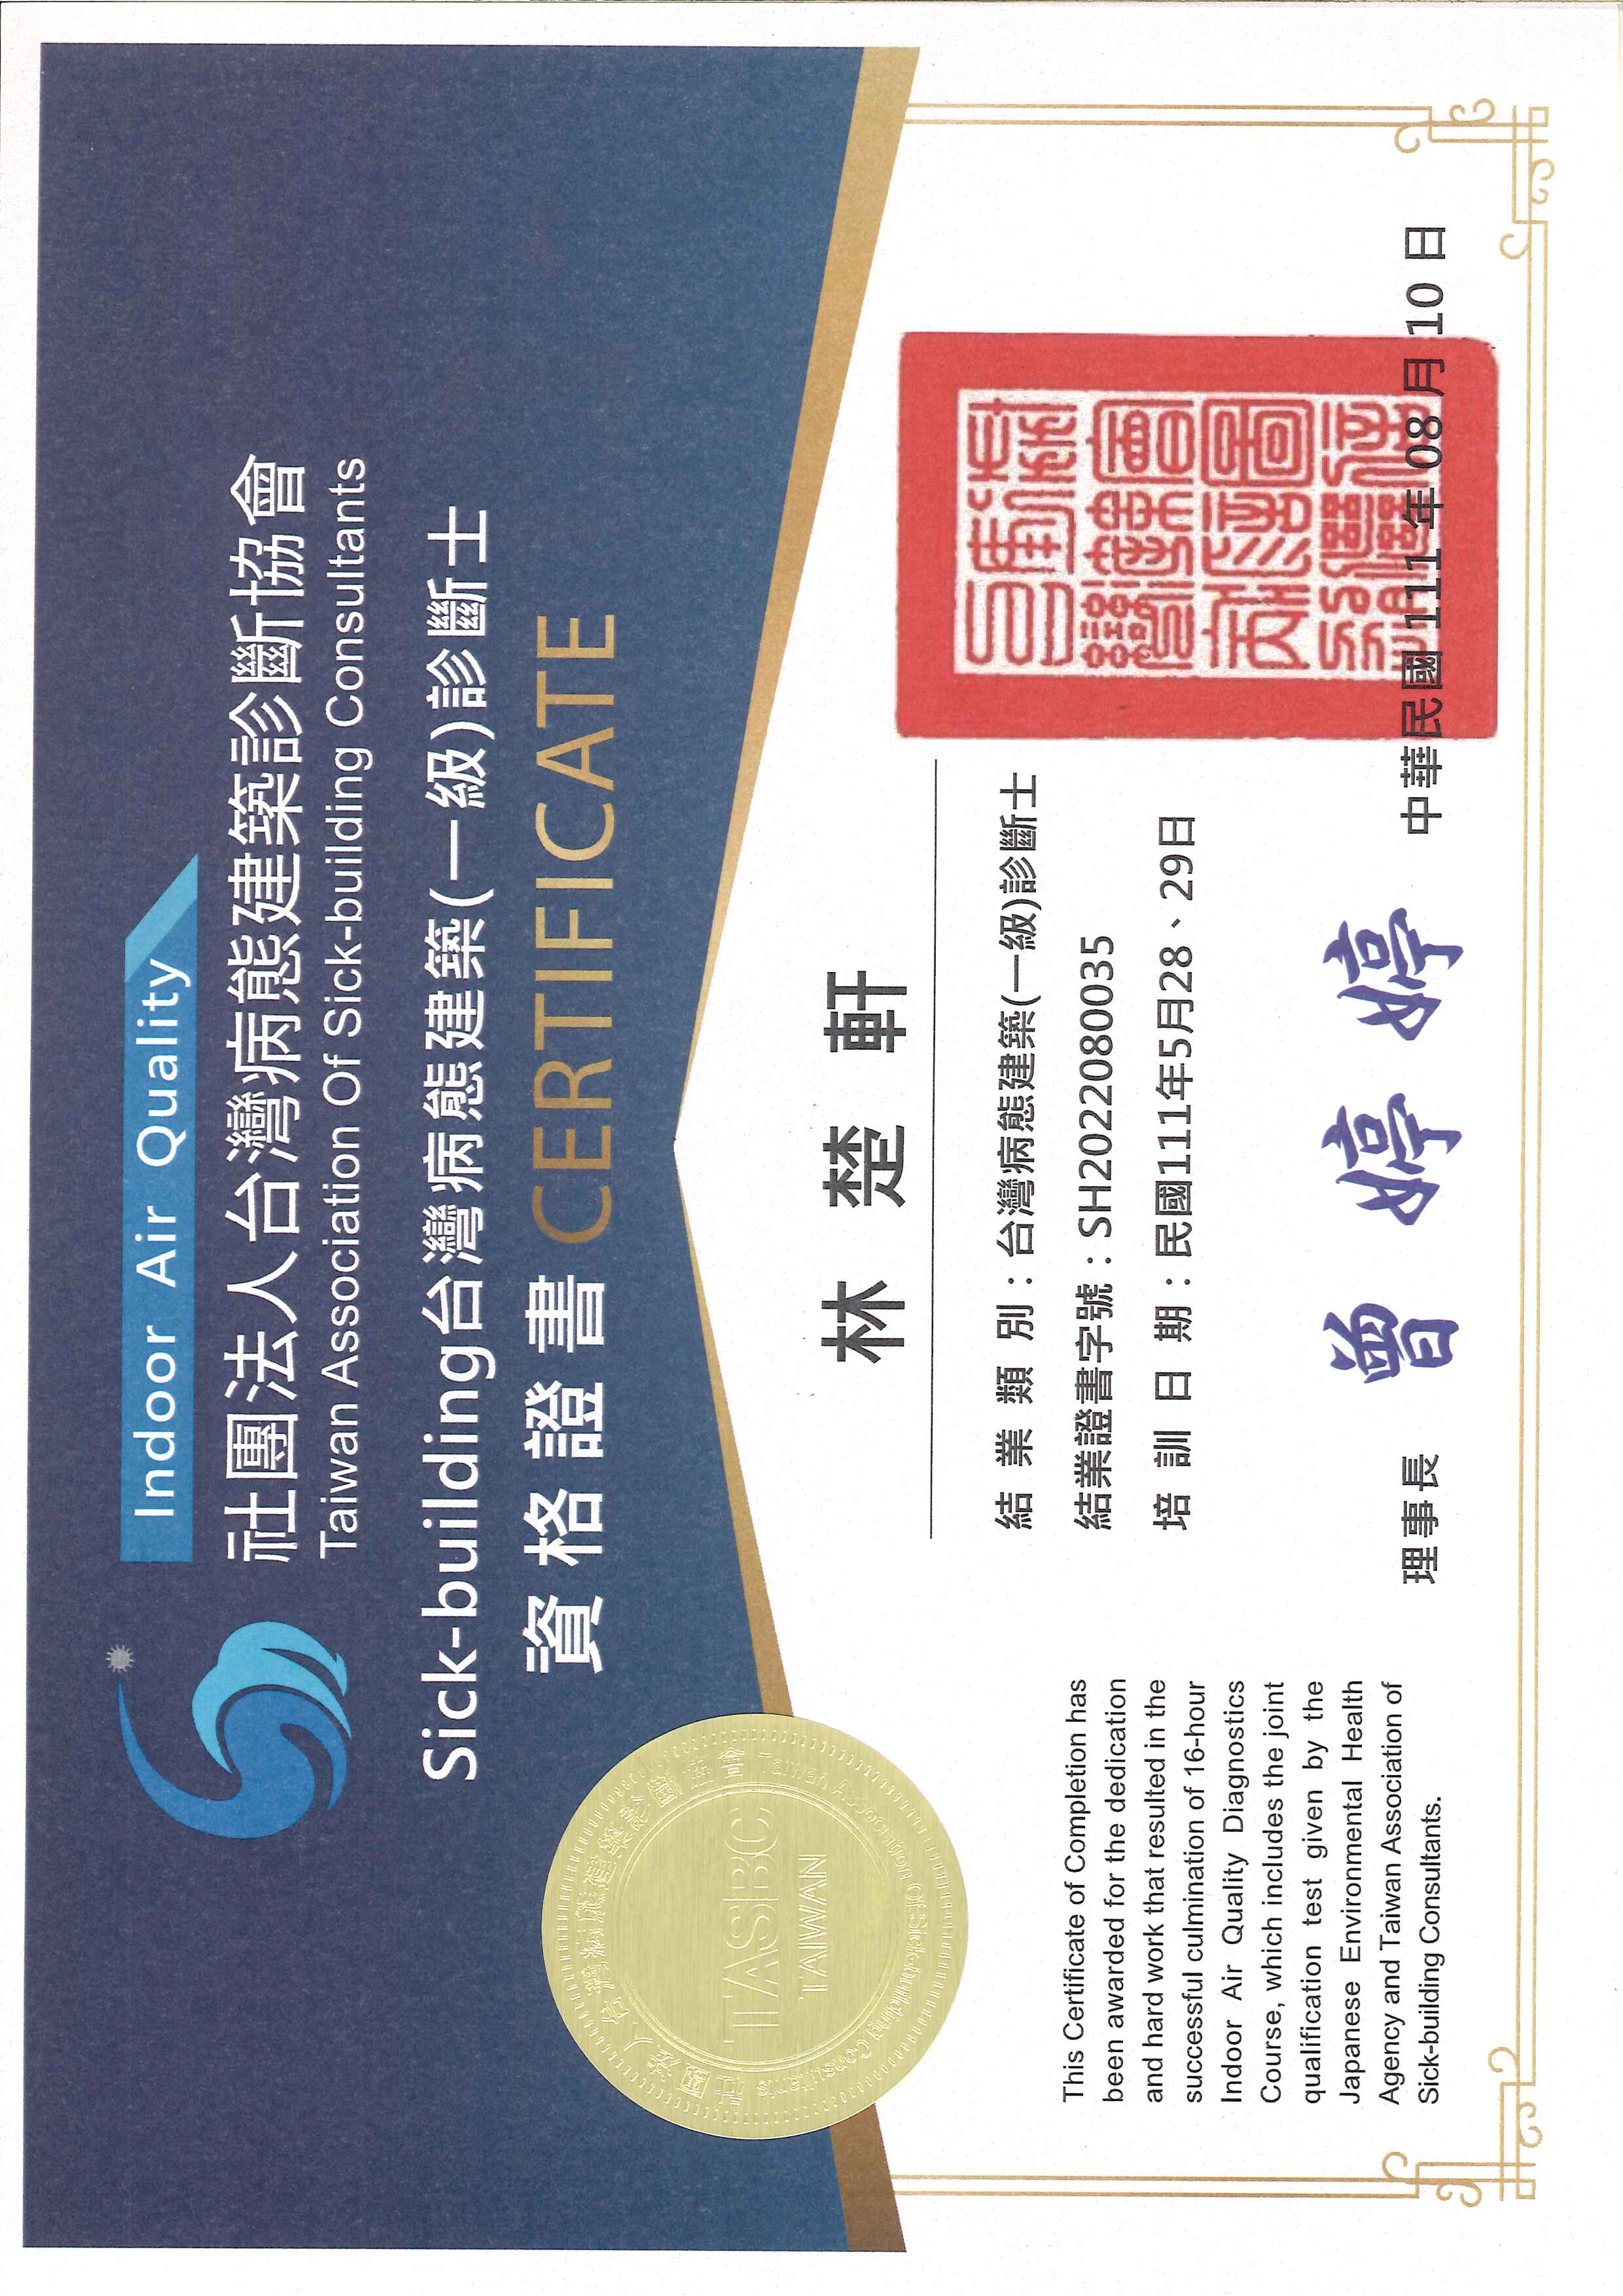 Indoor Air Quality
社團法人台灣病態建築診斷協會
Taiwan Association Of Sick-building Consultants
Sick-building台灣病態建築(一級)診斷士
資格證書 CERTIFICATE
林楚軒
結業類別：台灣病態建築(一級)診斷士
結業證書字號：SH2022080035
培訓日期：民國111年5月28、29日
理事長 曾婷婷
中華民國 111 年 08 月 10 日
This Certificate of Completion has
been awarded for the dedication
and hard work that resulted in the
successful culmination of 16-hour
Indoor Air Quality Diagnostics
Course, which includes the joint
qualification test given by the
Japanese Environmental Health
Agency and Taiwan Association of
Sick-building Consultants.
社團法人台灣病態建築診斷協會 Taiwan Association Of Sick-building Consultants
TASBC
TAIWAN